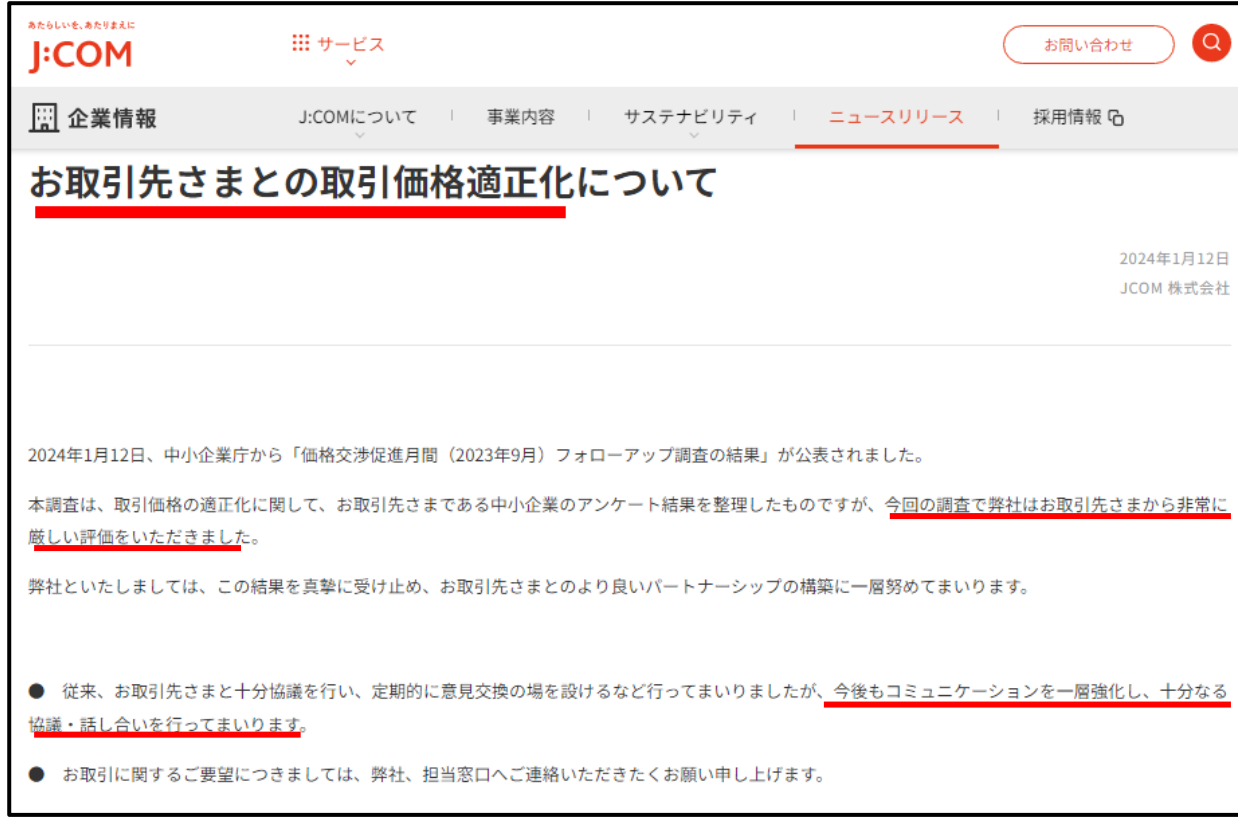 あたらしいを、あたりまえに
J:COM
サービス
お問い合わせ
企業情報
J:COMについて
事業内容
サステナビリティ
ニュースリリース
採用情報
お取引先さまとの取引価格適正化について
2024年1月12日
JCOM 株式会社
2024年1月12日、中小企業庁から「価格交渉促進月間（2023年9月）フォローアップ調査の結果」が公表されました。
本調査は、取引価格の適正化に関して、お取引先さまである中小企業のアンケート結果を整理したものですが、今回の調査で弊社はお取引先さまから非常に
厳しい評価をいただきました。
弊社といたしましては、この結果を真摯に受け止め、お取引先さまとのより良いパートナーシップの構築に一層努めてまいります。
● 従来、お取引先さまと十分協議を行い、定期的に意見交換の場を設けるなど行ってまいりましたが、今後もコミュニケーションを一層強化し、十分なる
協議・話し合いを行ってまいります。
● お取引に関するご要望につきましては、弊社、担当窓口へご連絡いただきたくお願い申し上げます。